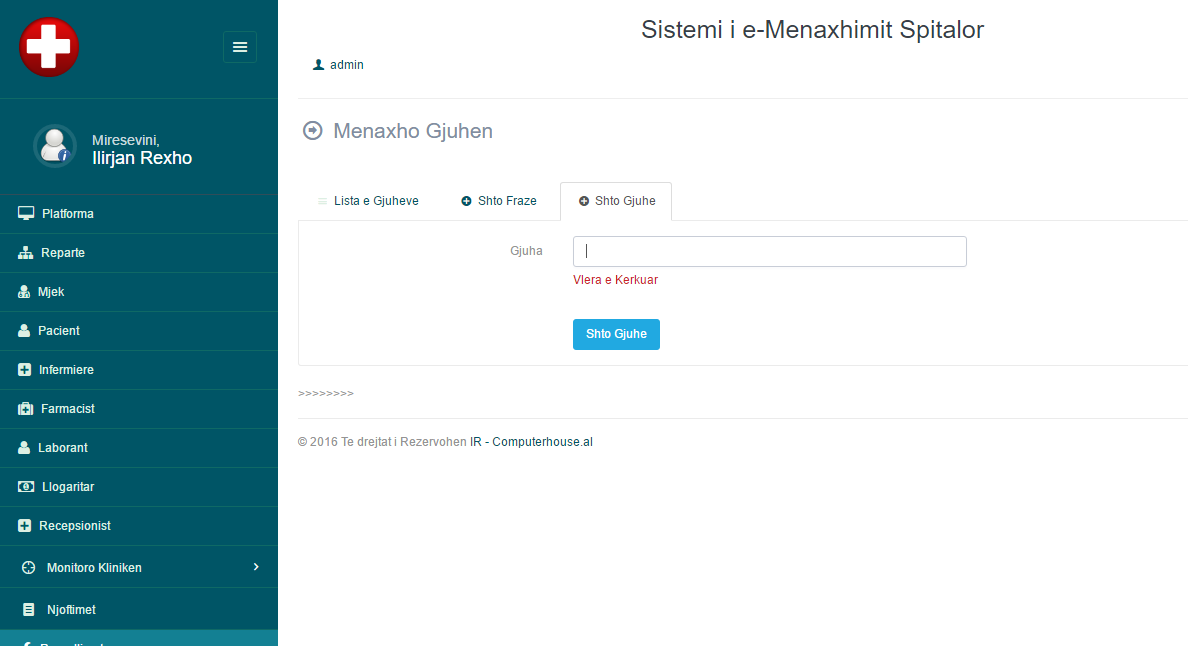 Sistemi i e-Menaxhimit Spitalor
admin
Miresevini,
Ilirjan Rexho
Platforma
Reparte
Mjek
Pacient
Infermiere
Farmacist
Laborant
Llogaritar
Recepsionist
Monitoro Kliniken
Njoftimet
Menaxho Gjuhen
Lista e Gjuheve
Shto Fraze
Shto Gjuhe
Gjuha
Vlera e Kerkuar
Shto Gjuhe
>>>>>>>>
© 2016 Te drejtat i Rezervohen IR - Computerhouse.al